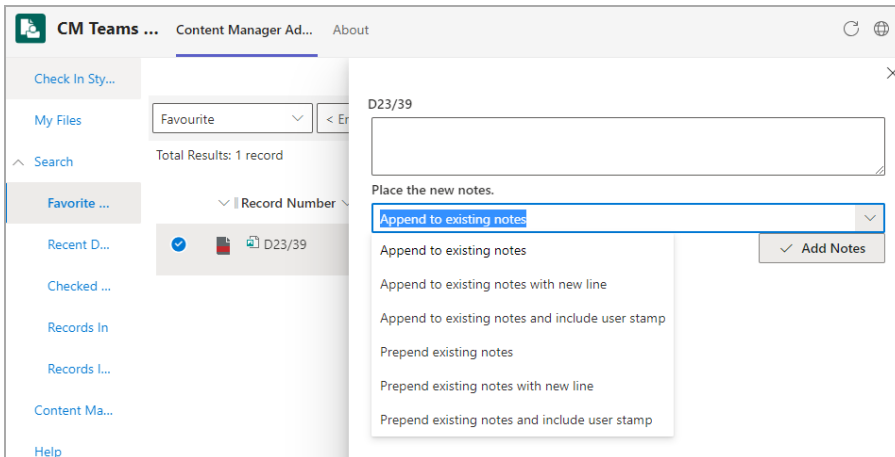 CM Teams ...
Content Manager Ad...
About
Check In Sty...
My Files
Search
Favorite ...
Recent D...
Checked ...
Records In
Records I...
Content Ma...
Help
Favourite
< Er
Total Results: 1 record
Record Number
D23/39
D23/39
Place the new notes.
Append to existing notes
Append to existing notes
Append to existing notes with new line
Append to existing notes and include user stamp
Prepend existing notes
Prepend existing notes with new line
Prepend existing notes and include user stamp
Add Notes